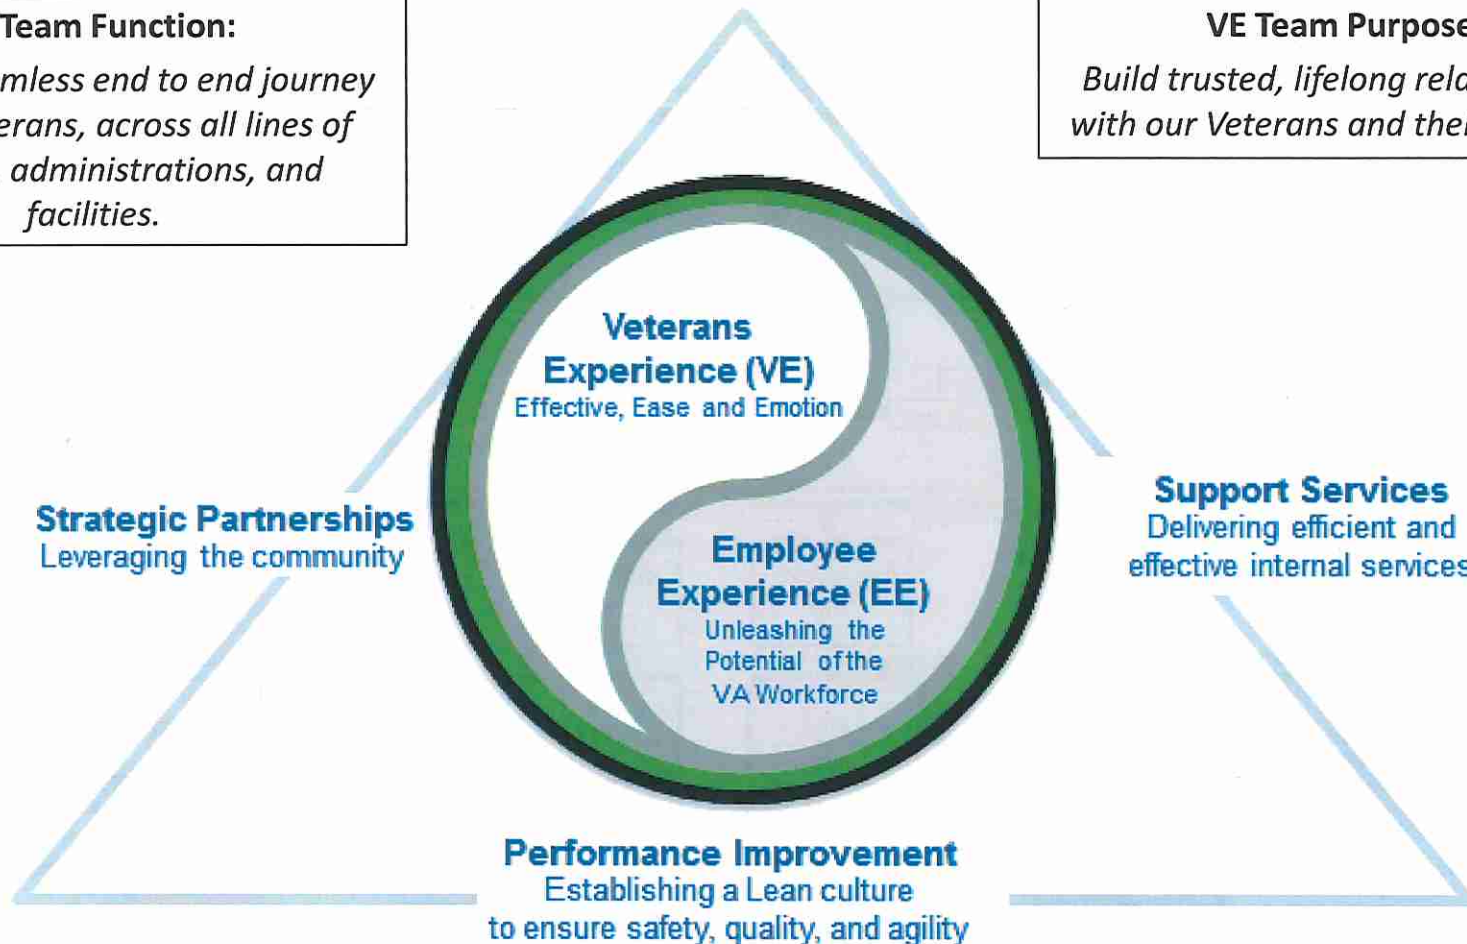 Team Function:
mless end to end journey
erans, across all lines of
administrations, and
facilities.
VE Team Purpose
Build trusted, lifelong rela
with our Veterans and thei
Veterans
Experience (VE)
Effective, Ease and Emotion
Strategic Partnerships
Leveraging the community
Support Services
Delivering efficient and
effective internal services
Employee
Experience (EE)
Unleashing the
Potential ofthe
VA Workforce
Performance Improvement
Establishing a Lean culture
to ensure safety, quality, and agility